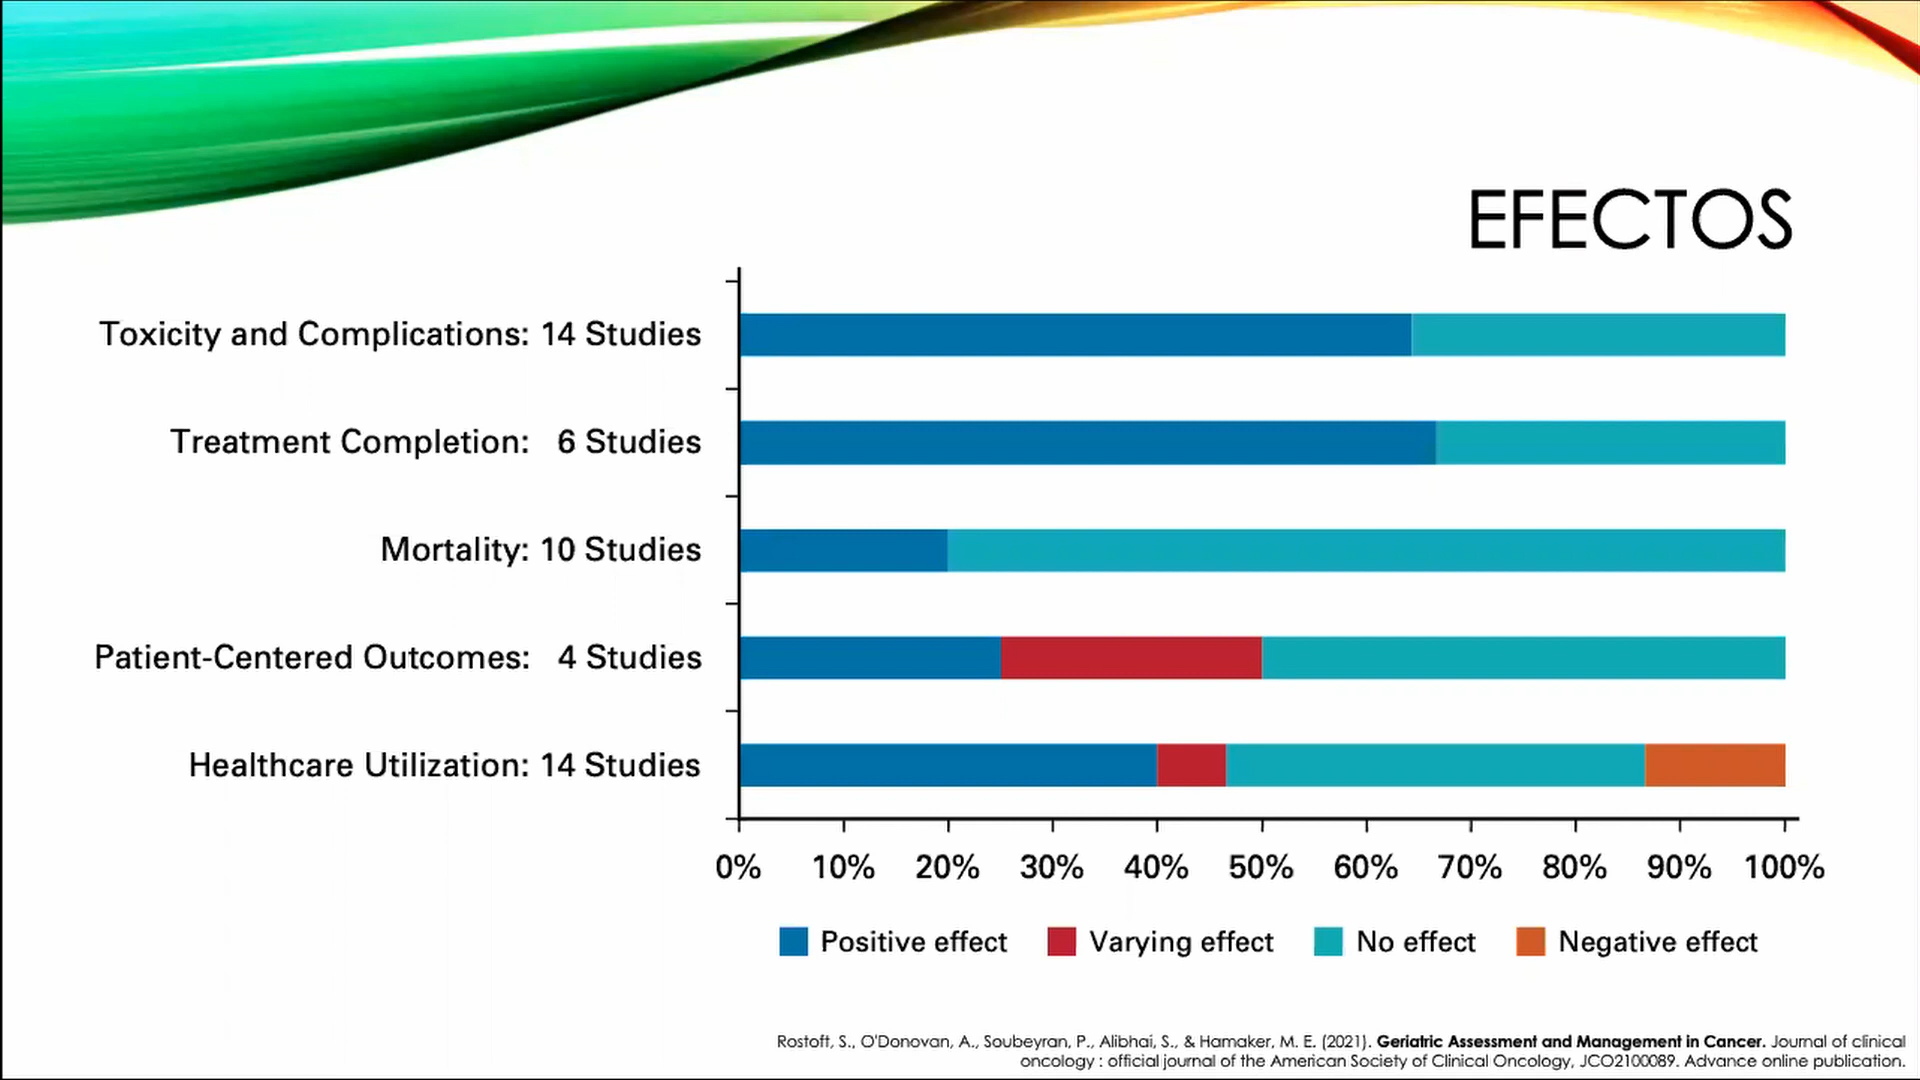 EFECTOS
Toxicity and Complications: 14 Studies
Treatment Completion: 6 Studies
Mortality: 10 Studies
Patient-Centered Outcomes: 4 Studies
Healthcare Utilization: 14 Studies
0% 10% 20% 30% 40% 50% 60% 70% 80% 90% 100%
Positive effect Varying effect No effect Negative effect
Rostoft, S., O'Donovan, A., Soubeyran, P., Alibhai, S., & Hamaker, M. E. (2021). Geriatric Assessment and Management in Cancer. Journal of clinical
oncology : official journal of the American Society of Clinical Oncology, JCO2100089. Advance online publication.